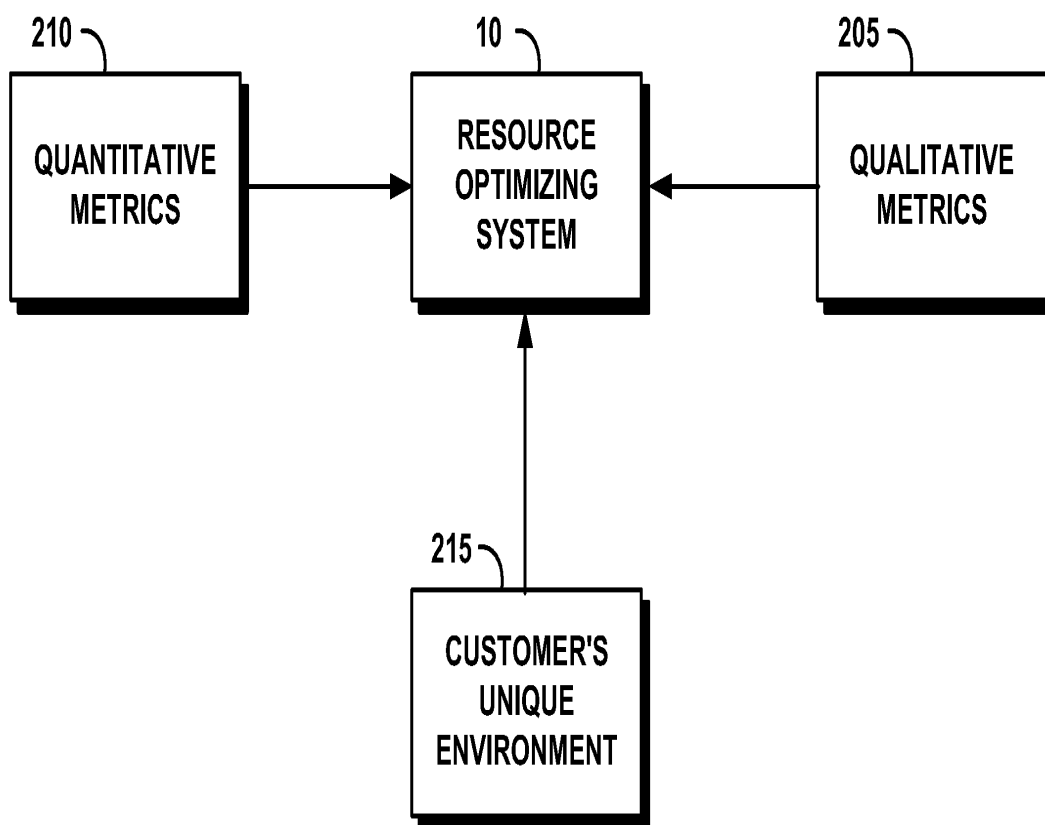 210
10
205
QUANTITATIVE
METRICS
RESOURCE
OPTIMIZING
SYSTEM
QUALITATIVE
METRICS
215
CUSTOMER'S
UNIQUE
ENVIRONMENT